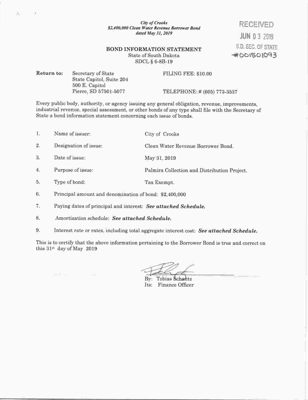 City of Crooks
$2,400,000 Clean Water Revenue Borrower Bond
dated May 31, 2019
RECEIVED
JUN 03 2019
S.D. SEC. OF STATE
#001501093
BOND INFORMATION STATEMENT
State of South Dakota
SDCL § 6-8B-19
Return to: Secretary of State FILING FEE: $10.00
State Capitol, Suite 204
500 E. Capitol
Pierre, SD 57501-5077 TELEPHONE: # (605) 773-3537
Every public body, authority, or agency issuing any general obligation, revenue, improvements,
industrial revenue, special assessment, or other bonds of any type shall file with the Secretary of
State a bond information statement concerning each issue of bonds.
1. Name of issuer: City of Crooks
2. Designation of issue: Clean Water Revenue Borrower Bond.
3. Date of issue: May 31, 2019
4. Purpose of issue: Palmira Collection and Distribution Project.
5. Type of bond: Tax Exempt.
6. Principal amount and denomination of bond: $2,400,000
7. Paying dates of principal and interest: See attached Schedule.
8. Amortization schedule: See attached Schedule.
9. Interest rate or rates, including total aggregate interest cost: See attached Schedule.
This is to certify that the above information pertaining to the Borrower Bond is true and correct on
this 31st day of May 2019
By: Tobias Schantz
Its: Finance Officer